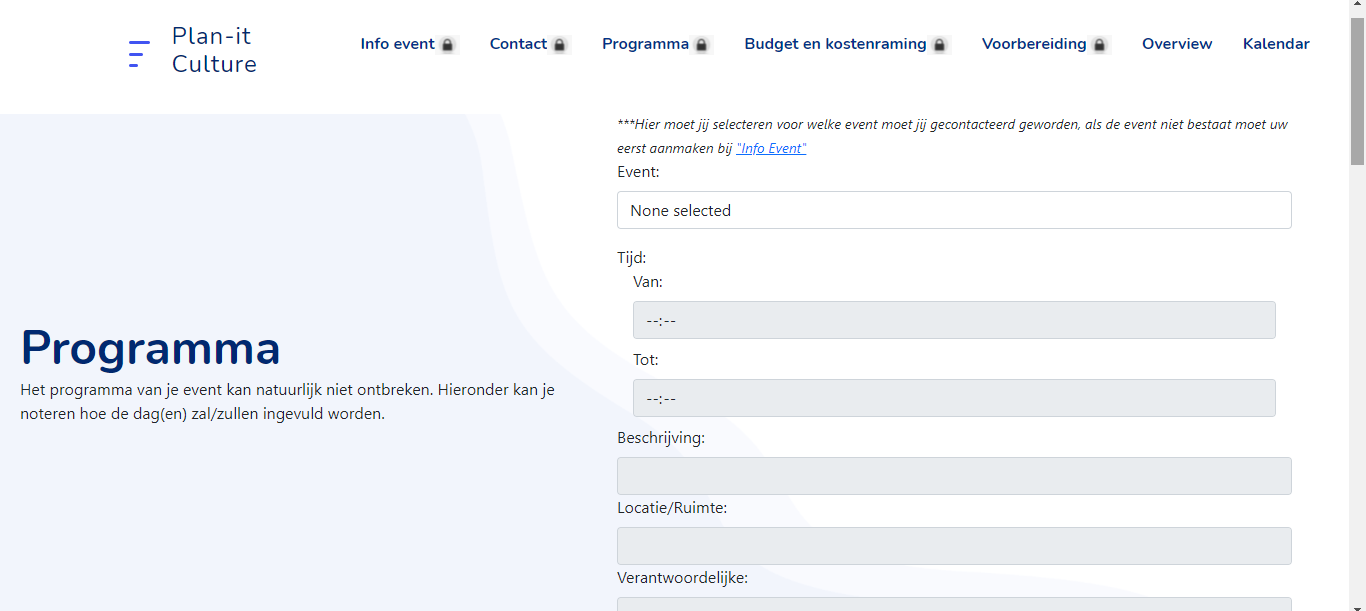 Plan-it
Culture
Info event
Contact
Programma
Budget en kostenraming
Voorbereiding
Overview
Kalendar
***Hier moet jij selecteren voor welke event moet jij gecontacteerd geworden, als de event niet bestaat moet uw
eerst aanmaken bij "Info Event"
Event:
None selected
Tijd:
Van:
--:--
Tot:
--:--
Programma
Het programma van je event kan natuurlijk niet ontbreken. Hieronder kan je
noteren hoe de dag(en) zal/zullen ingevuld worden.
Beschrijving:
Locatie/Ruimte:
Verantwoordelijke: